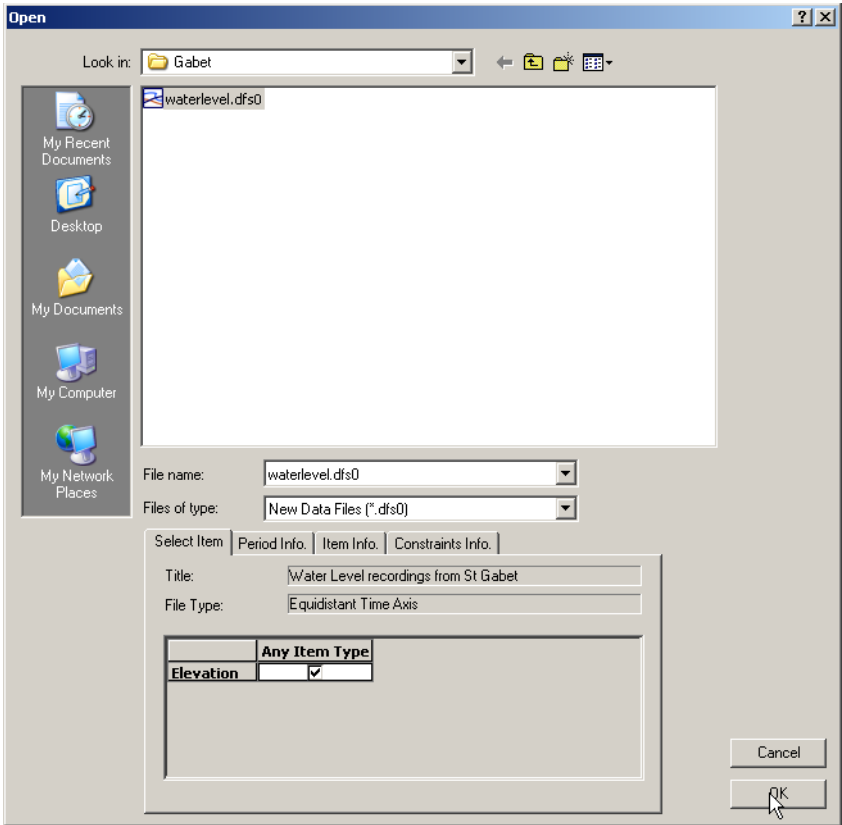 Open
Look in: Gabet
waterlevel.dfs0
My Recent
Documents
Desktop
My Documents
My Computer
My Network
Places
File name: waterlevel.dfs0
Files of type: New Data Files (*.dfs0)
Select Item Period Info. Item Info. Constraints Info.
Title: Water Level recordings from St Gabet
File Type: Equidistant Time Axis
Any Item Type
Elevation
Cancel
OK